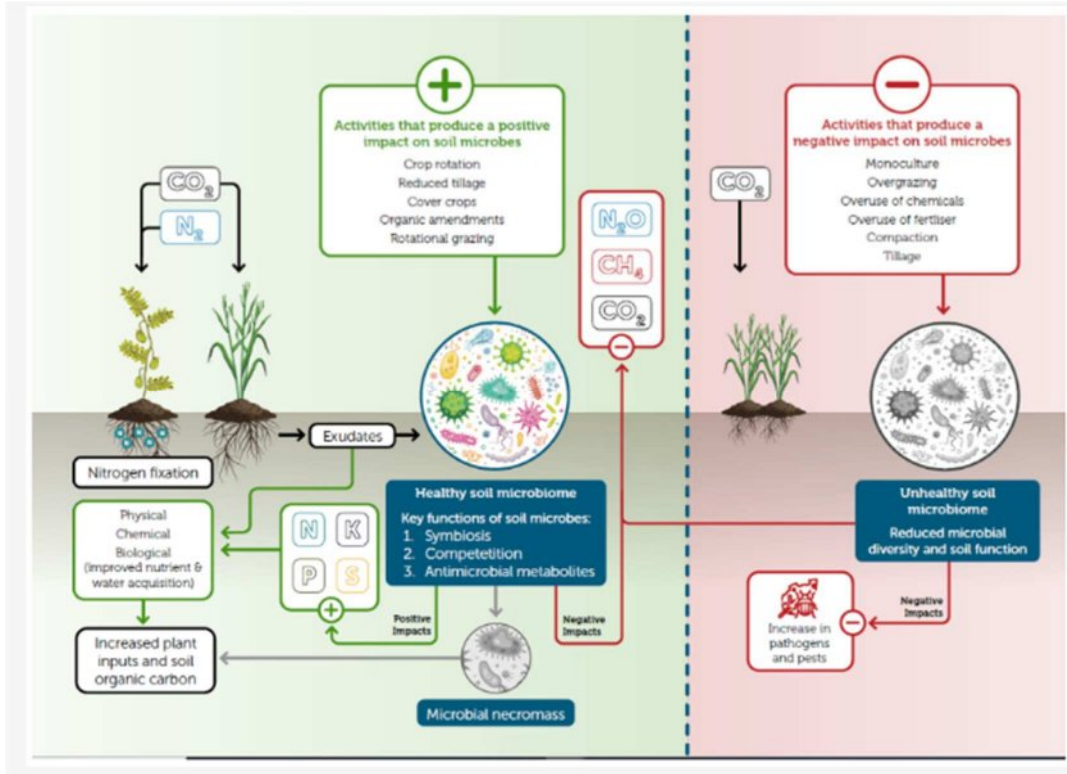 Activities that produce a positive
impact on soil microbes
Crop rotation
Reduced tillage
Cover crops
Organic amendments
Rotational grazing
CO2
N2
Nitrogen fixation
Exudates
Physical
Chemical
Biological
(improved nutrient &
water acquisition)
Increased plant
inputs and soil
organic carbon
N K
P S
Healthy soil microbiome
Key functions of soil microbes:
1. Symbiosis
2. Competetition
3. Antimicrobial metabolites
Positive
Impacts
Negative
Impacts
Microbial necromass
N2O
CH4
CO2
Activities that produce a
negative impact on soil microbes
Monoculture
Overgrazing
Overuse of chemicals
Overuse of fertliser
Compaction
Tillage
CO2
Unhealthy soil
microbiome
Reduced microbial
diversity and soil function
Negative
Impacts
Increase in
pathogens
and pests